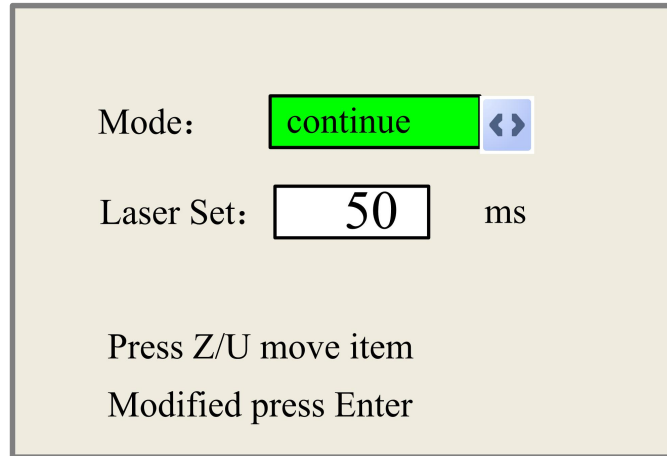 Mode： continue
Laser Set： 50 ms
Press Z/U move item
Modified press Enter